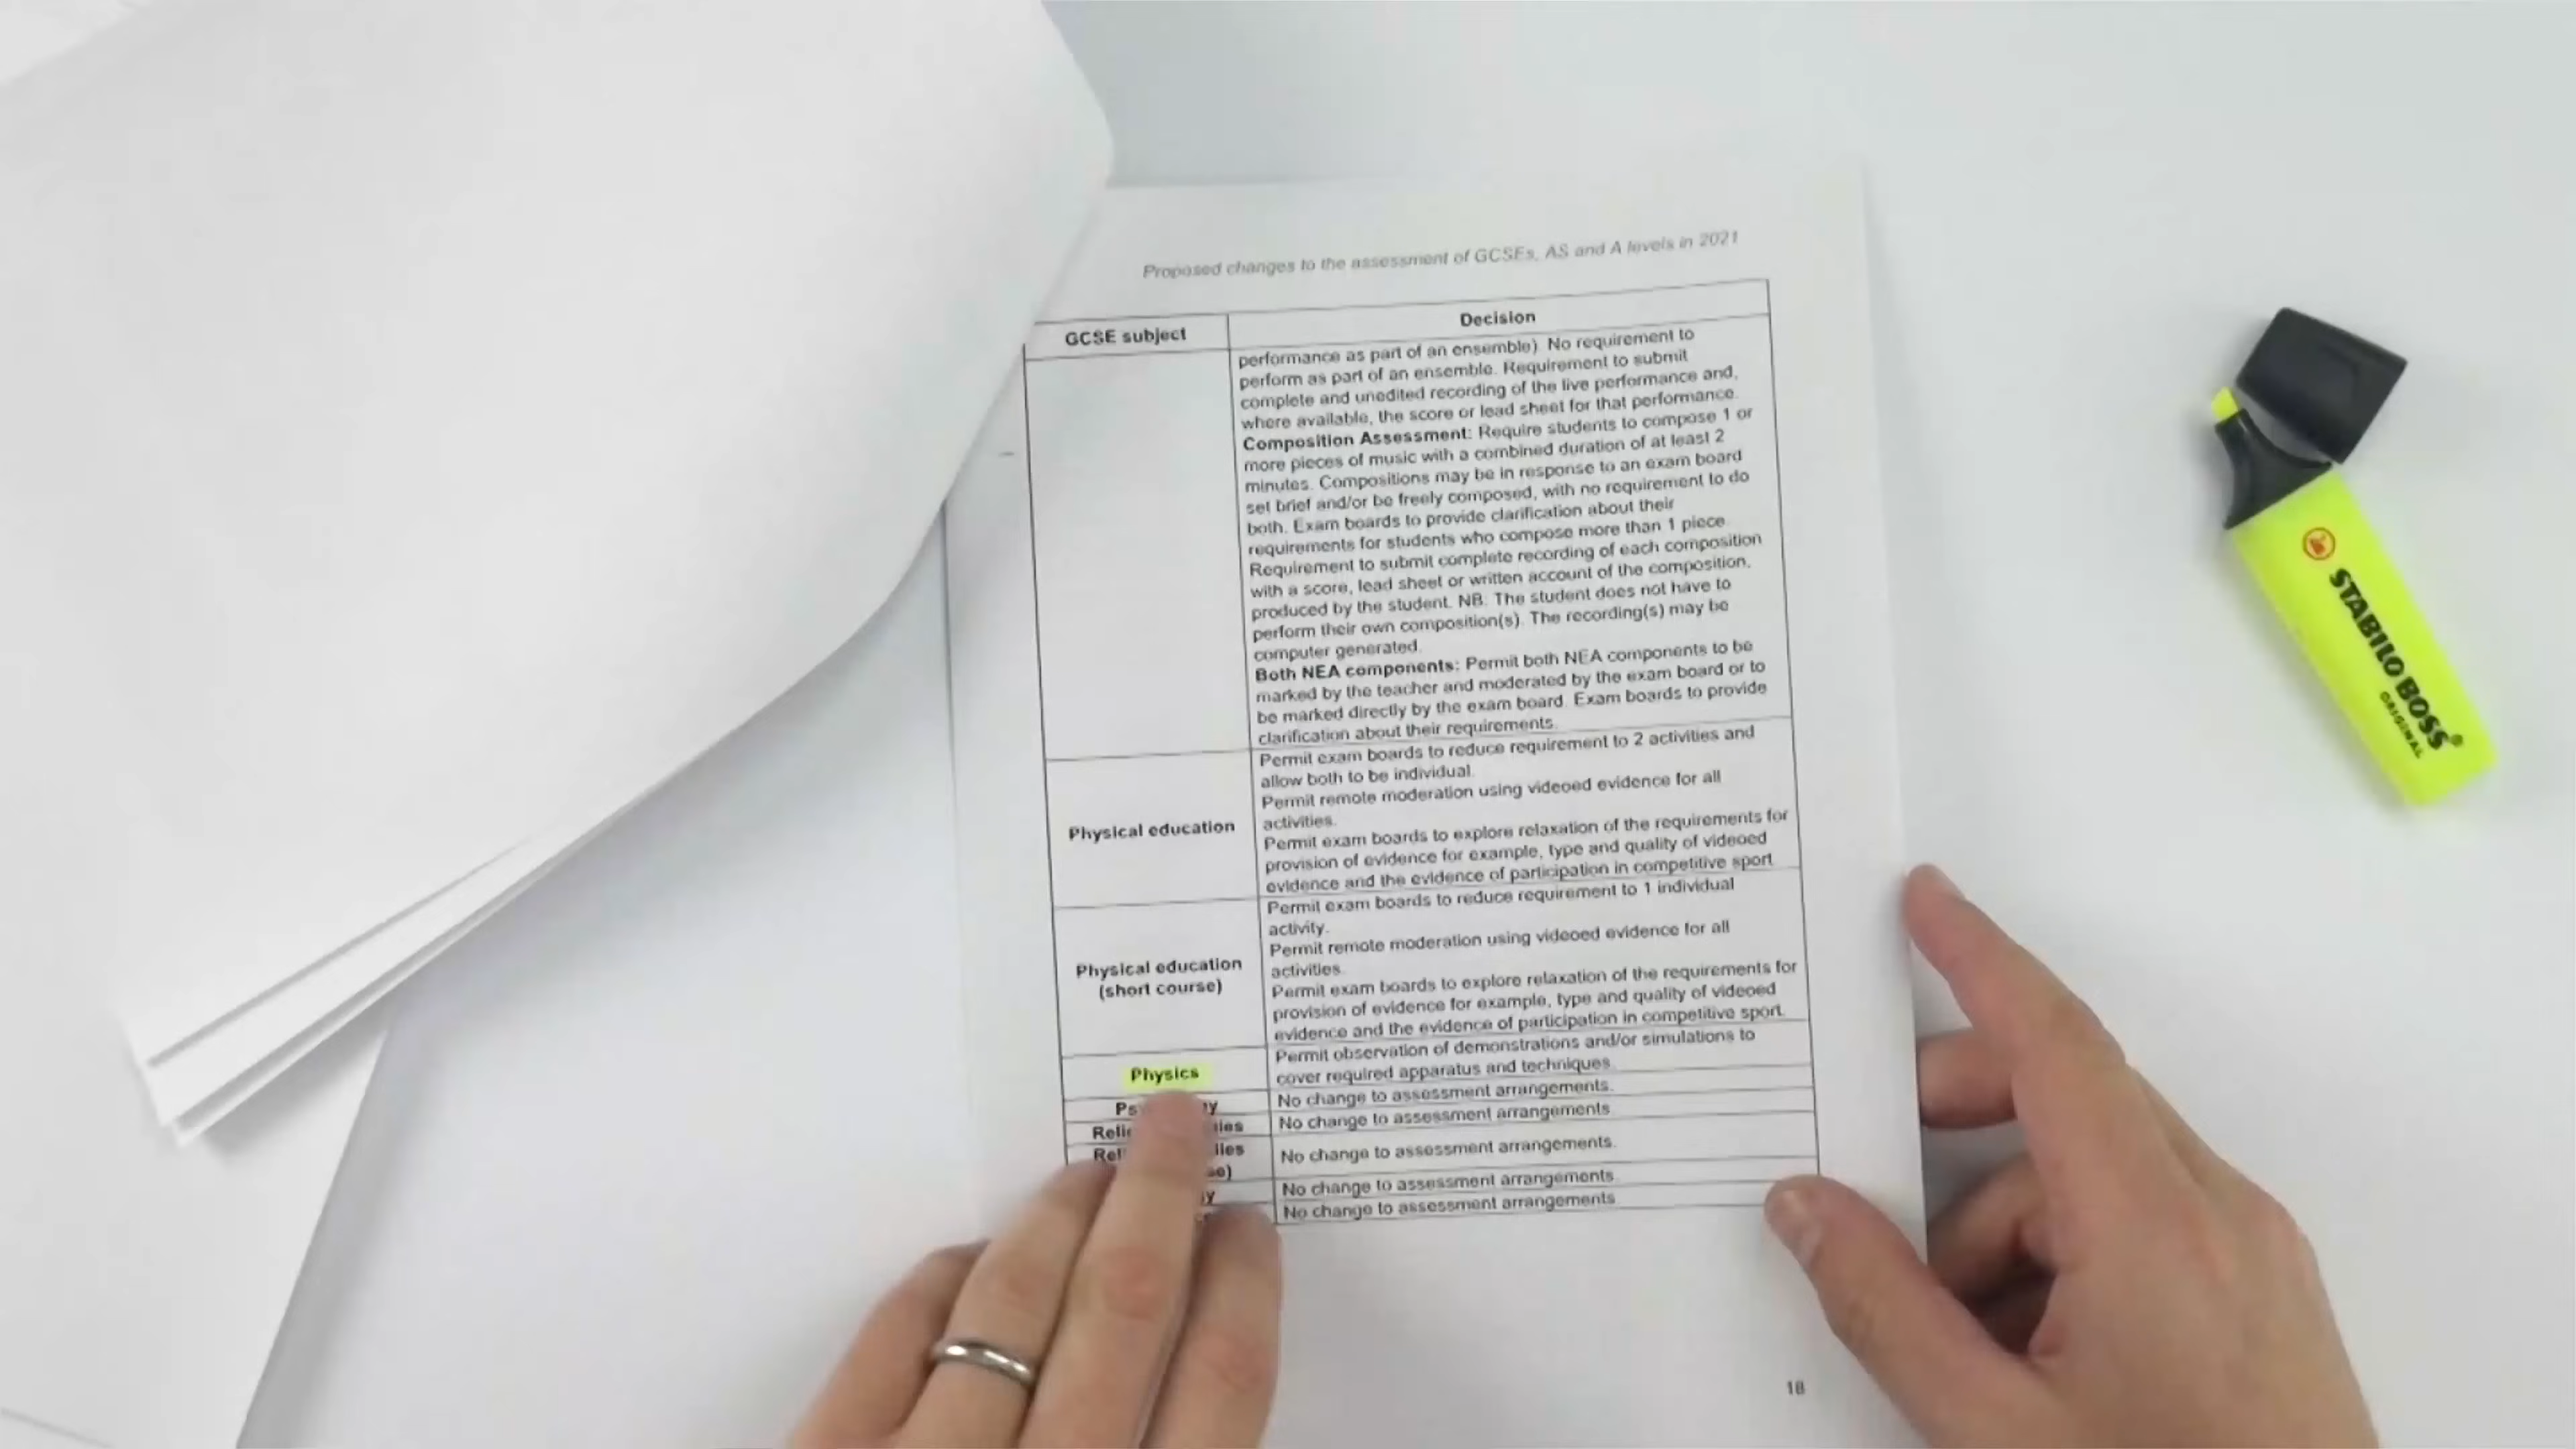 Proposed changes to the assessment of GCSEs, AS and A levels in 2021
GCSE subject
Decision
performance as part of an ensemble). No requirement to
perform as part of an ensemble. Requirement to submit
complete and unedited recording of the live performance and,
where available, the score or lead sheet for that performance.
Composition Assessment: Require students to compose 1 or
more pieces of music with a combined duration of at least 2
minutes. Compositions may be in response to an exam board
set brief and/or be freely composed, with no requirement to do
both. Exam boards to provide clarification about their
requirements for students who compose more than 1 piece
Requirement to submit complete recording of each composition
with a score, lead sheet or written account of the composition,
produced by the student. NB. The student does not have to
perform their own composition(s). The recording(s) may be
computer generated.
Both NEA components: Permit both NEA components to be
marked by the teacher and moderated by the exam board or to
be marked directly by the exam board. Exam boards to provide
clarification about their requirements.
Physical education
Permit exam boards to reduce requirement to 2 activities and
allow both to be individual.
Permit remote moderation using videoed evidence for all
activities.
Permit exam boards to explore relaxation of the requirements for
provision of evidence for example, type and quality of videoed
evidence and the evidence of participation in competitive sport
Physical education
(short course)
Permit exam boards to reduce requirement to 1 individual
activity.
Permit remote moderation using videoed evidence for all
activities.
Permit exam boards to explore relaxation of the requirements for
provision of evidence for example, type and quality of videoed
evidence and the evidence of participation in competitive sport.
Physics
Permit observation of demonstrations and/or simulations to
cover required apparatus and techniques.
No change to assessment arrangements.
No change to assessment arrangements
No change to assessment arrangements.
No change to assessment arrangements
No change to assessment arrangements
18
STABILO BOSS®
ORIGINAL